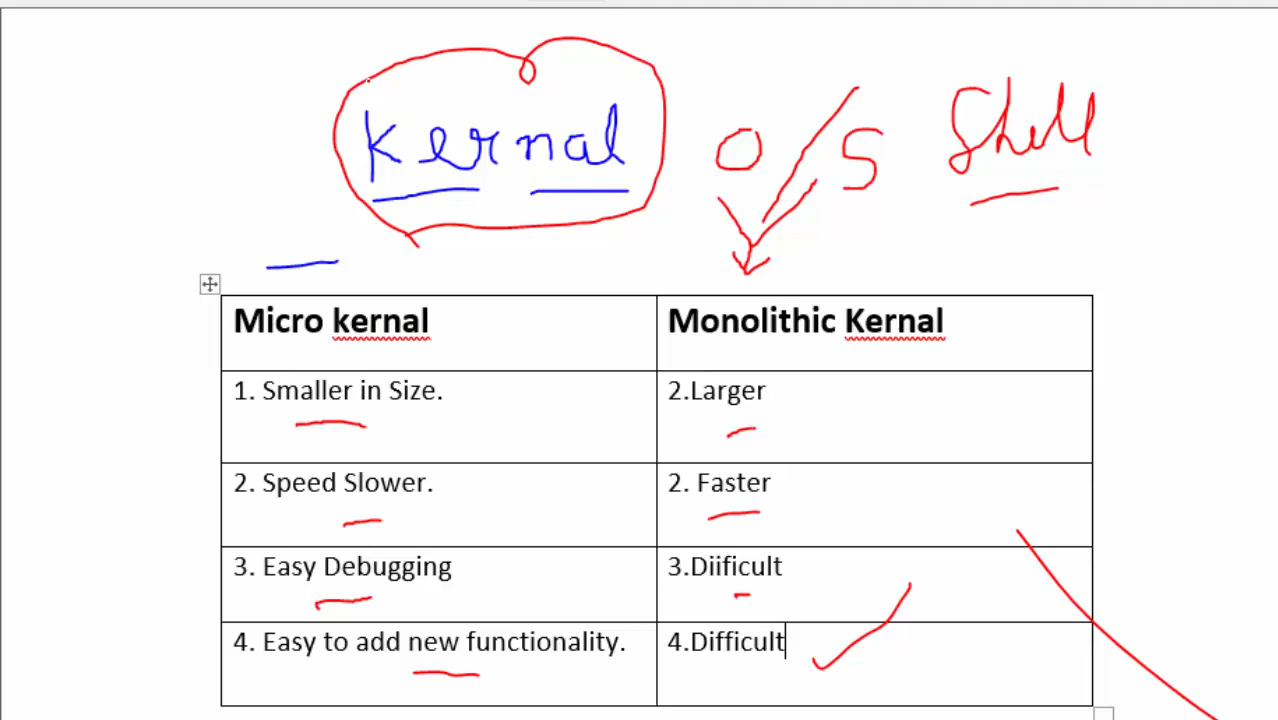 Kernal O/S Shell
Micro kernal Monolithic Kernal
1. Smaller in Size. 2.Larger
2. Speed Slower. 2. Faster
3. Easy Debugging 3.Diificult
4. Easy to add new functionality. 4.Difficult